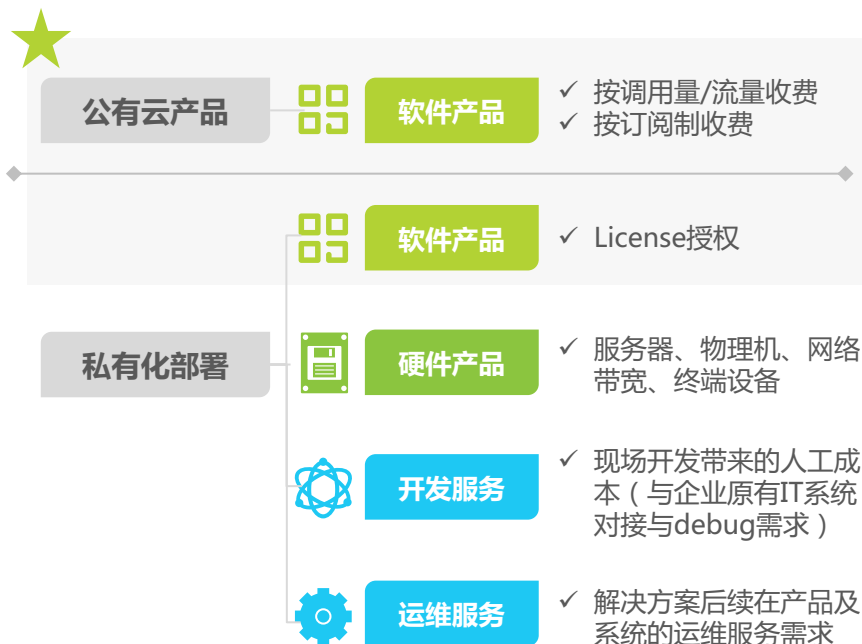 公有云产品
软件产品
✓ 按调用量/流量收费
✓ 按订阅制收费
软件产品
✓ License授权
私有化部署
硬件产品
✓ 服务器、物理机、网络
带宽、终端设备
开发服务
✓ 现场开发带来的人工成
本（与企业原有IT系统
对接与debug需求）
运维服务
✓ 解决方案后续在产品及
系统的运维服务需求